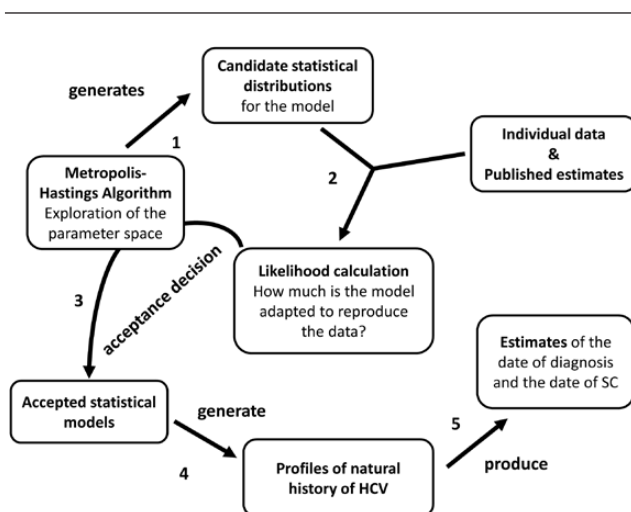 Candidate statistical
distributions
for the model
generates
1
Individual data
&
Published estimates
2
Metropolis-
Hastings Algorithm
Exploration of the
parameter space
Likelihood calculation
How much is the model
adapted to reproduce
the data?
acceptance decision
3
Estimates of the
date of diagnosis
and the date of SC
Accepted statistical
models
generate
4
Profiles of natural
history of HCV
5
produce